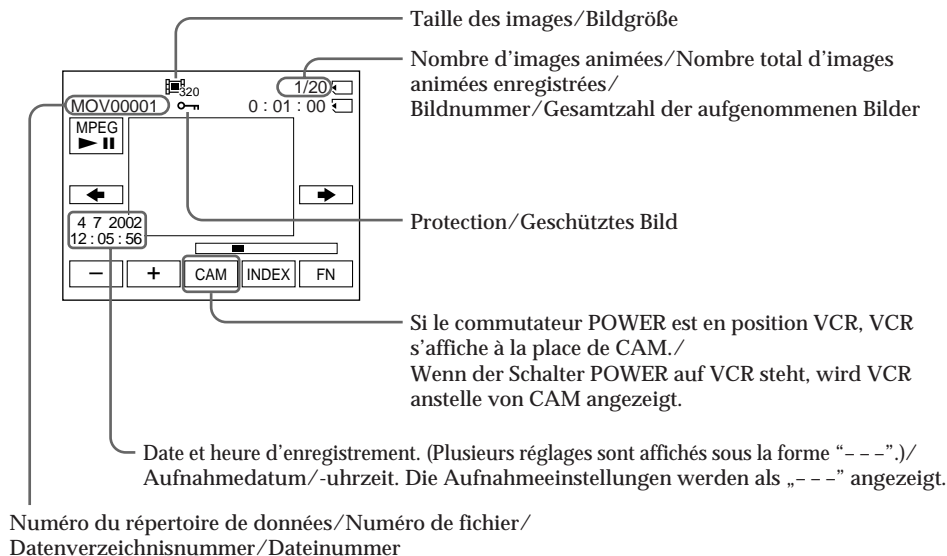 Taille des images/Bildgröße
Nombre d'images animées/Nombre total d'images
animées enregistrées/
Bildnummer/Gesamtzahl der aufgenommenen Bilder
320
1/20
MOV00001
0 : 01 : 00
MPEG
Protection/Geschütztes Bild
4 7 2002
12 : 05 : 56
– + CAM INDEX FN
Si le commutateur POWER est en position VCR, VCR
s’affiche à la place de CAM./
Wenn der Schalter POWER auf VCR steht, wird VCR
anstelle von CAM angezeigt.
Date et heure d’enregistrement. (Plusieurs réglages sont affichés sous la forme “– – –”.)/
Aufnahmedatum/-uhrzeit. Die Aufnahmeeinstellungen werden als „– – –” angezeigt.
Numéro du répertoire de données/Numéro de fichier/
Datenverzeichnisnummer/Dateinummer